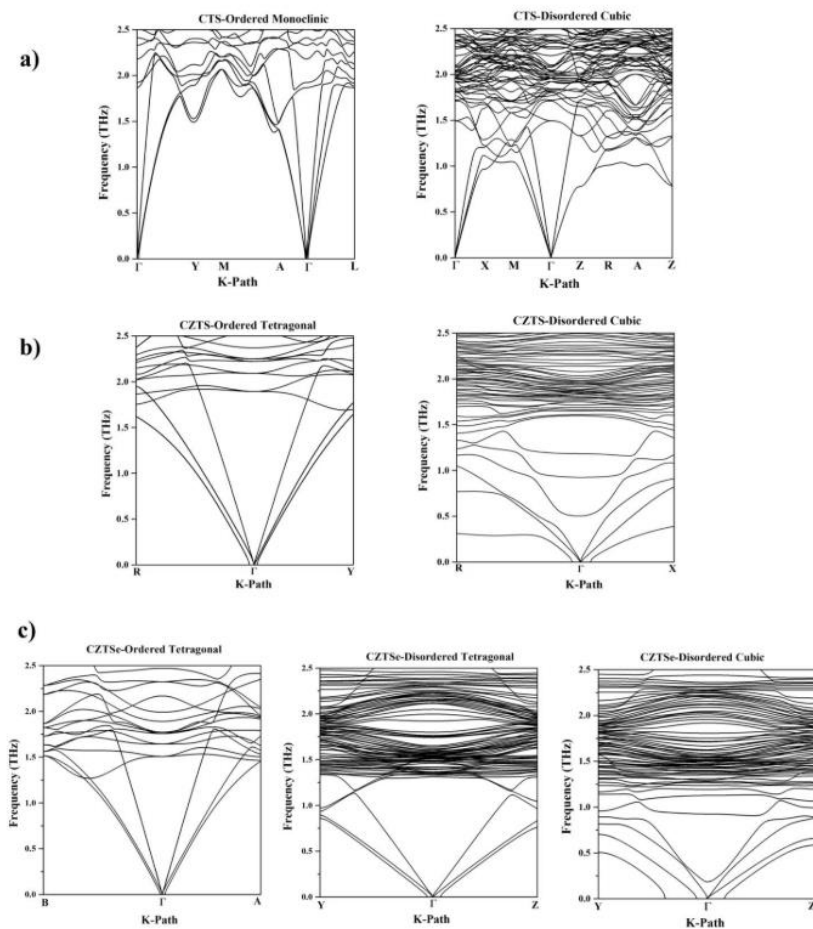 a)
CTS-Ordered Monoclinic
2.5
2.0
1.5
1.0
0.5
0.0
Frequency (THz)
Γ Y M A Γ L
K-Path
CTS-Disordered Cubic
2.5
2.0
1.5
1.0
0.5
0.0
Frequency (THz)
Γ X M Γ Z R A Z
K-Path
b)
CZTS-Ordered Tetragonal
2.5
2.0
1.5
1.0
0.5
0.0
Frequency (THz)
R Γ Y
K-Path
CZTS-Disordered Cubic
2.5
2.0
1.5
1.0
0.5
0.0
Frequency (THz)
R Γ X
K-Path
c)
CZTSe-Ordered Tetragonal
2.5
2.0
1.5
1.0
0.5
0.0
Frequency (THz)
B Γ A
K-Path
CZTSe-Disordered Tetragonal
2.5
2.0
1.5
1.0
0.5
0.0
Frequency (THz)
Y Γ Z
K-Path
CZTSe-Disordered Cubic
2.5
2.0
1.5
1.0
0.5
0.0
Frequency (THz)
Y Γ Z
K-Path